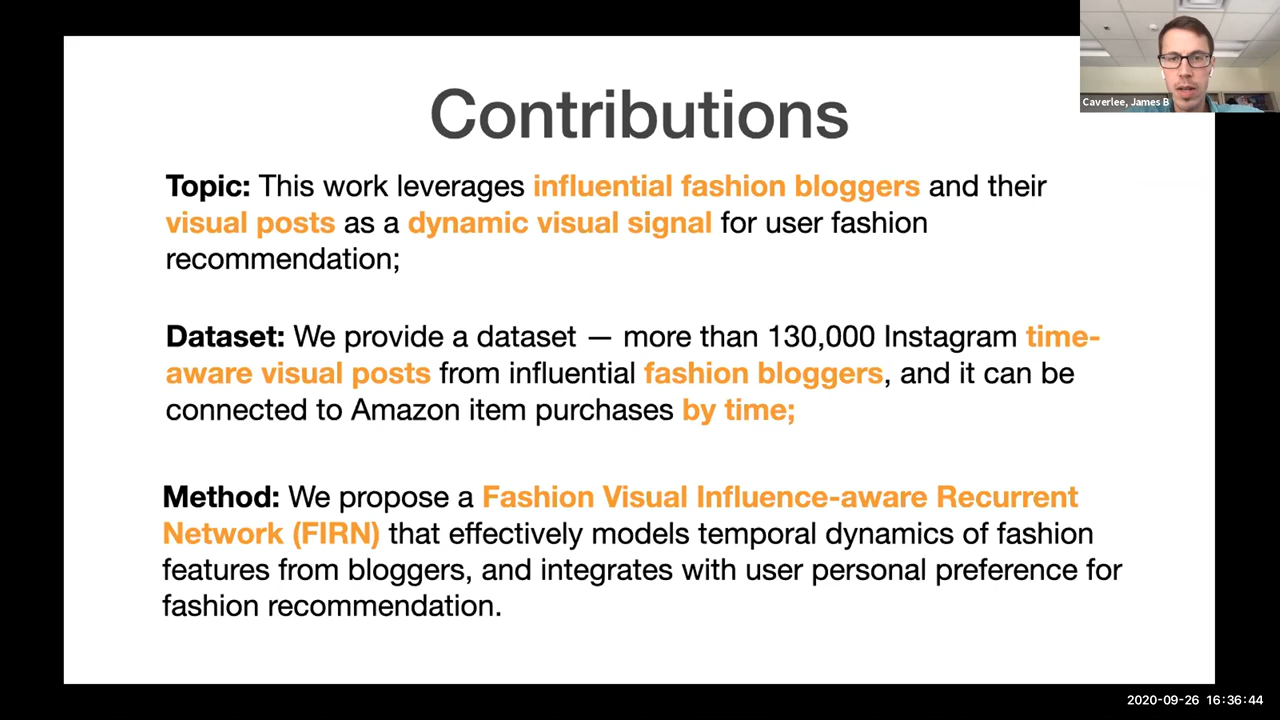 Contributions
Caverlee, James B
Topic: This work leverages influential fashion bloggers and their
visual posts as a dynamic visual signal for user fashion
recommendation;
Dataset: We provide a dataset — more than 130,000 Instagram time-
aware visual posts from influential fashion bloggers, and it can be
connected to Amazon item purchases by time;
Method: We propose a Fashion Visual Influence-aware Recurrent
Network (FIRN) that effectively models temporal dynamics of fashion
features from bloggers, and integrates with user personal preference for
fashion recommendation.
2020-09-26 16:36:44